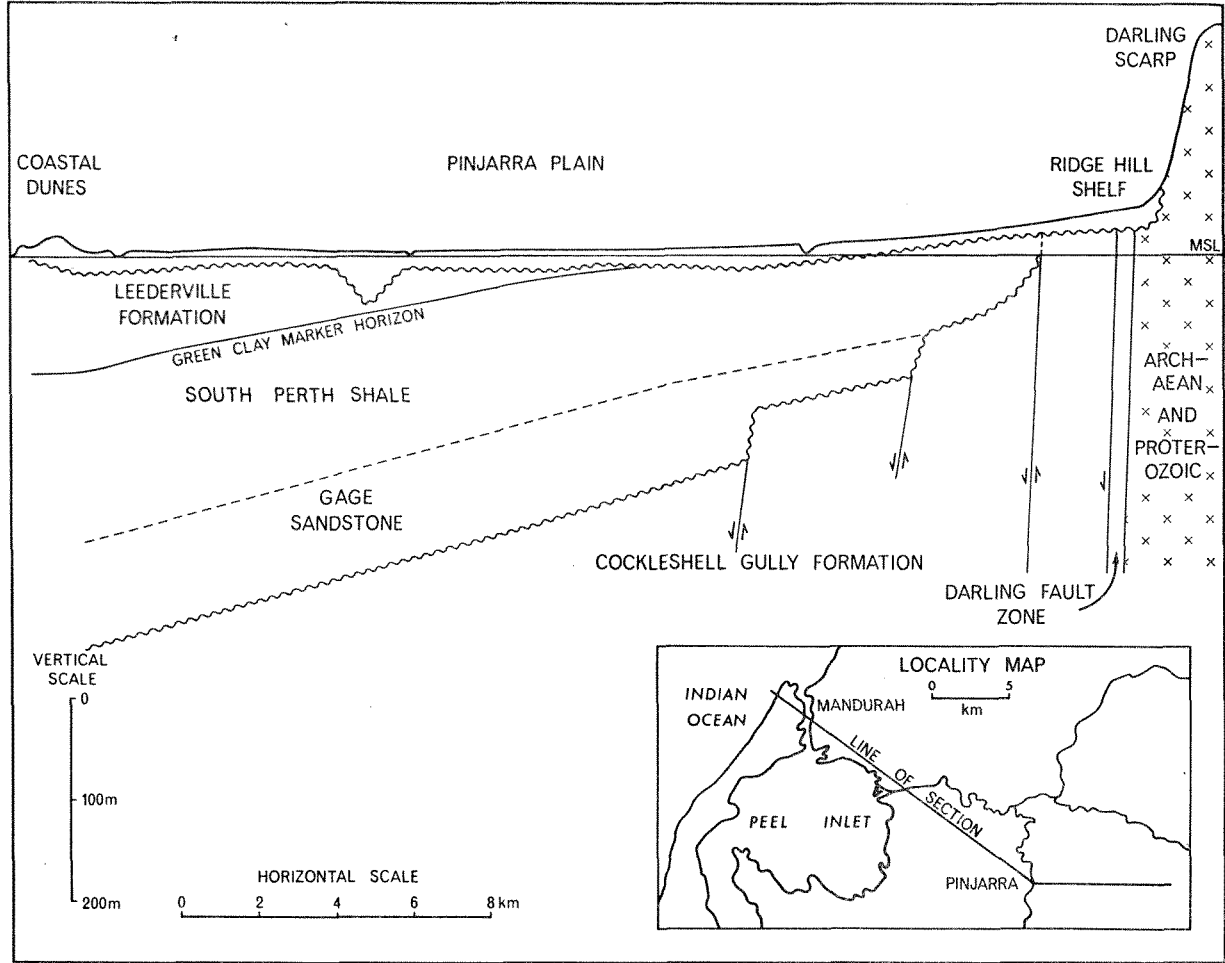 DARLING
SCARP
COASTAL
DUNES
PINJARRA PLAIN
RIDGE HILL
SHELF
MSL
LEEDERVILLE
FORMATION
GREEN CLAY MARKER HORIZON
SOUTH PERTH SHALE
ARCH-
AEAN
AND
PROTER-
OZOIC
GAGE
SANDSTONE
COCKLESHELL GULLY FORMATION
DARLING FAULT
ZONE
VERTICAL
SCALE
0
100m
200m
HORIZONTAL SCALE
0 2 4 6 8 km
LOCALITY MAP
0 5
km
INDIAN
OCEAN
MANDURAH
LINE OF SECTION
PEEL INLET
PINJARRA